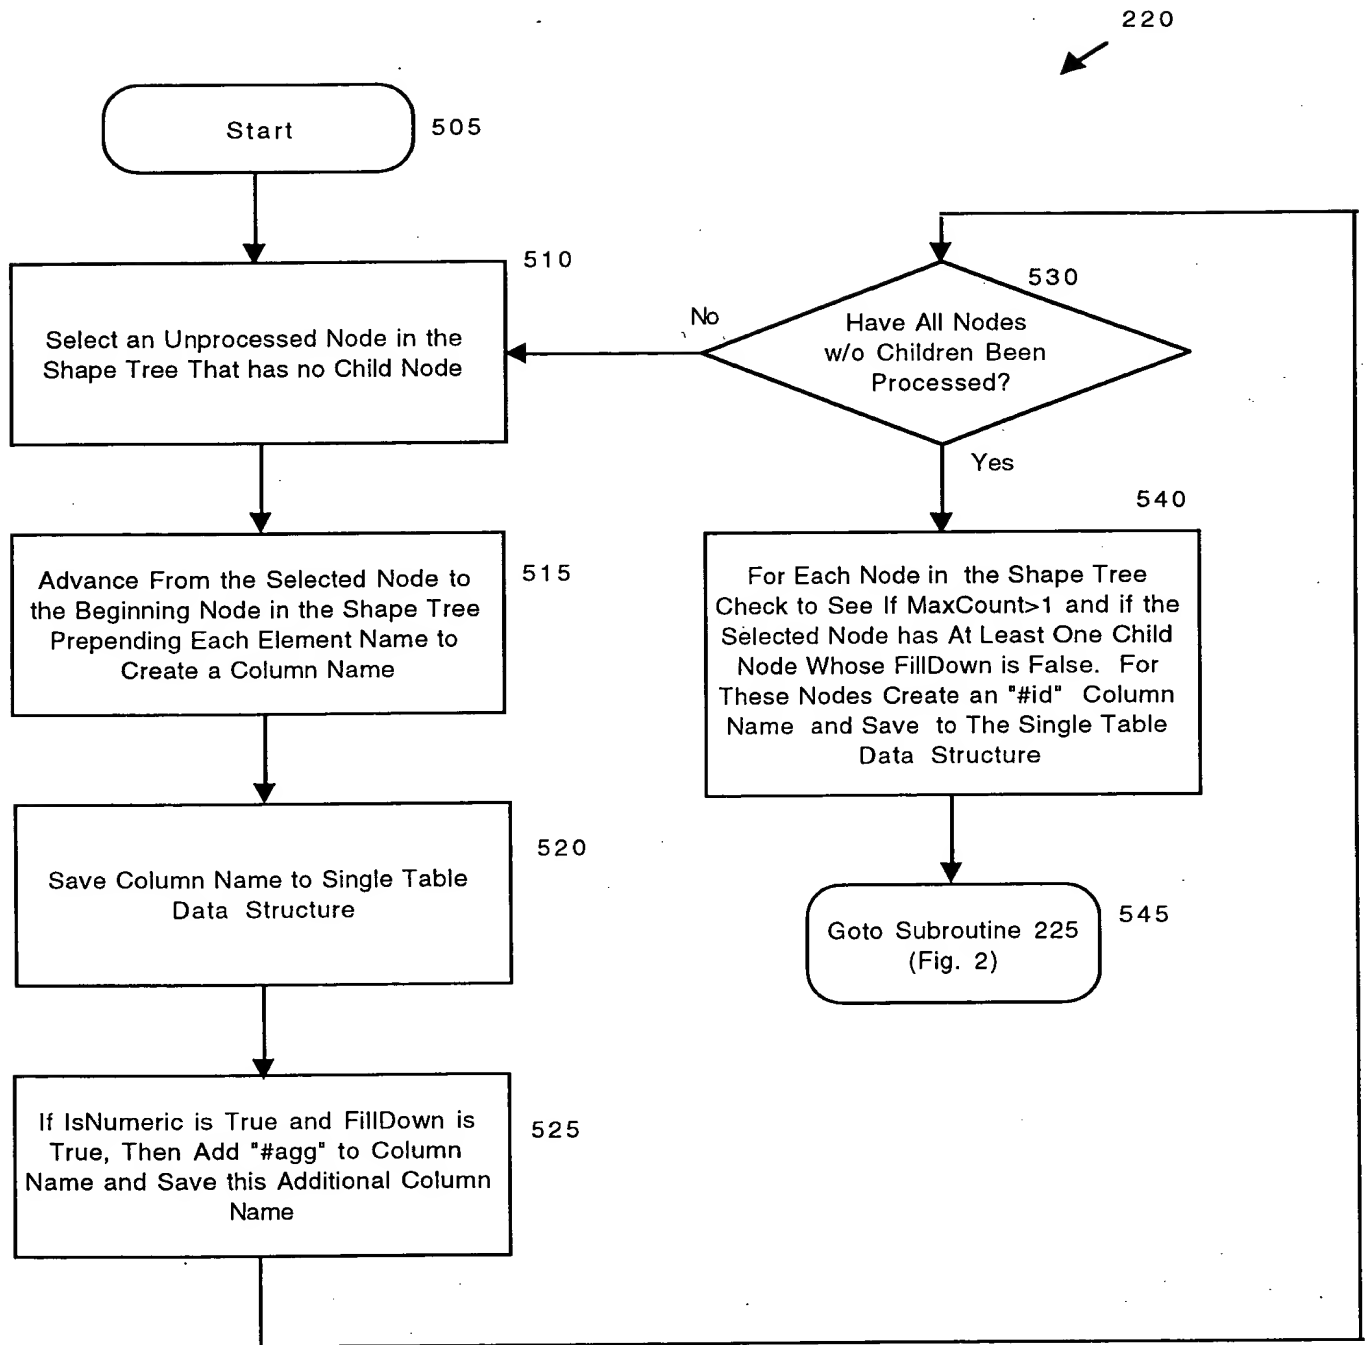 220
Start
505
510
Select an Unprocessed Node in the
Shape Tree That has no Child Node
515
Advance From the Selected Node to
the Beginning Node in the Shape Tree
Prepending Each Element Name to
Create a Column Name
520
Save Column Name to Single Table
Data Structure
525
If IsNumeric is True and FillDown is
True, Then Add "#agg" to Column
Name and Save this Additional Column
Name
530
Have All Nodes
w/o Children Been
Processed?
No
Yes
540
For Each Node in the Shape Tree
Check to See If MaxCount>1 and if the
Selected Node has At Least One Child
Node Whose FillDown is False. For
These Nodes Create an "#id" Column
Name and Save to The Single Table
Data Structure
Goto Subroutine 225
(Fig. 2)
545